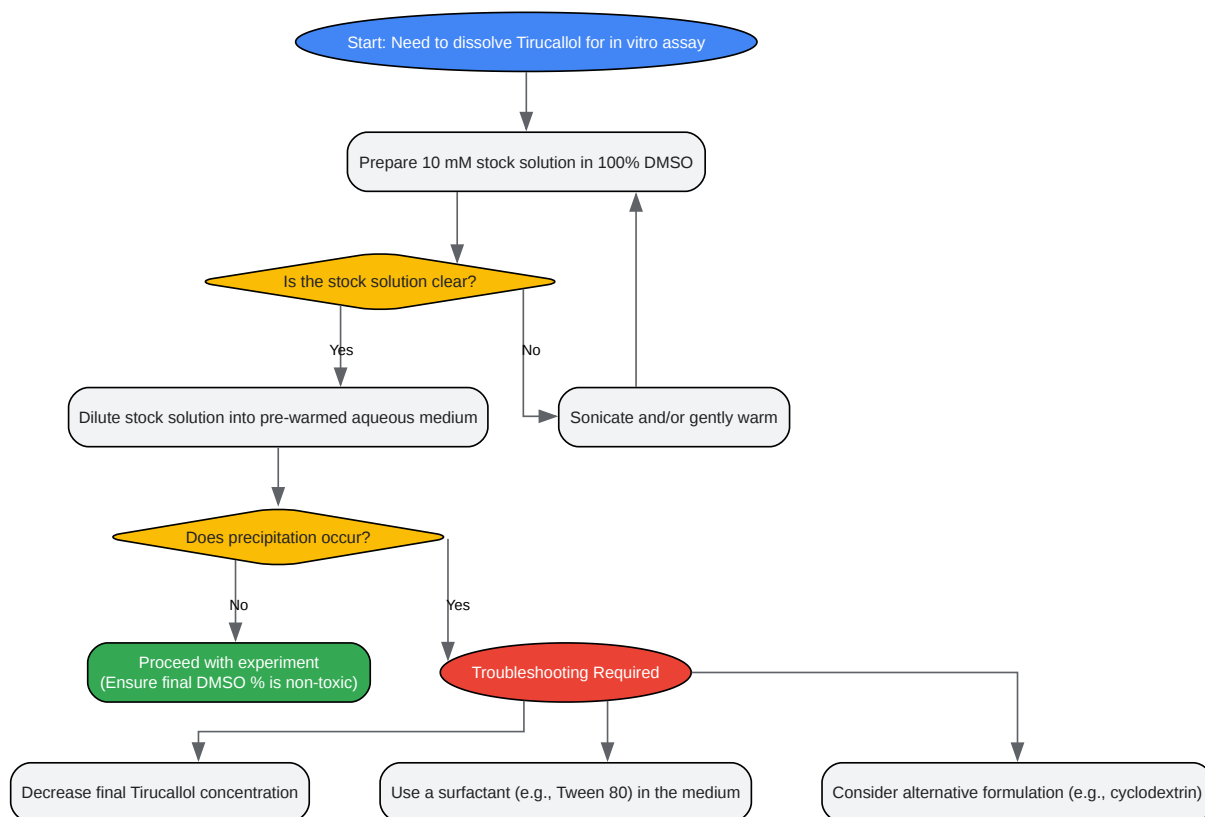 Start: Need to dissolve Tirucallol for in vitro assay
Prepare 10 mM stock solution in 100% DMSO
Is the stock solution clear?
Yes
No
Dilute stock solution into pre-warmed aqueous medium
Sonicate and/or gently warm
Does precipitation occur?
No
Yes
Proceed with experiment
(Ensure final DMSO % is non-toxic)
Troubleshooting Required
Decrease final Tirucallol concentration
Use a surfactant (e.g., Tween 80) in the medium
Consider alternative formulation (e.g., cyclodextrin)